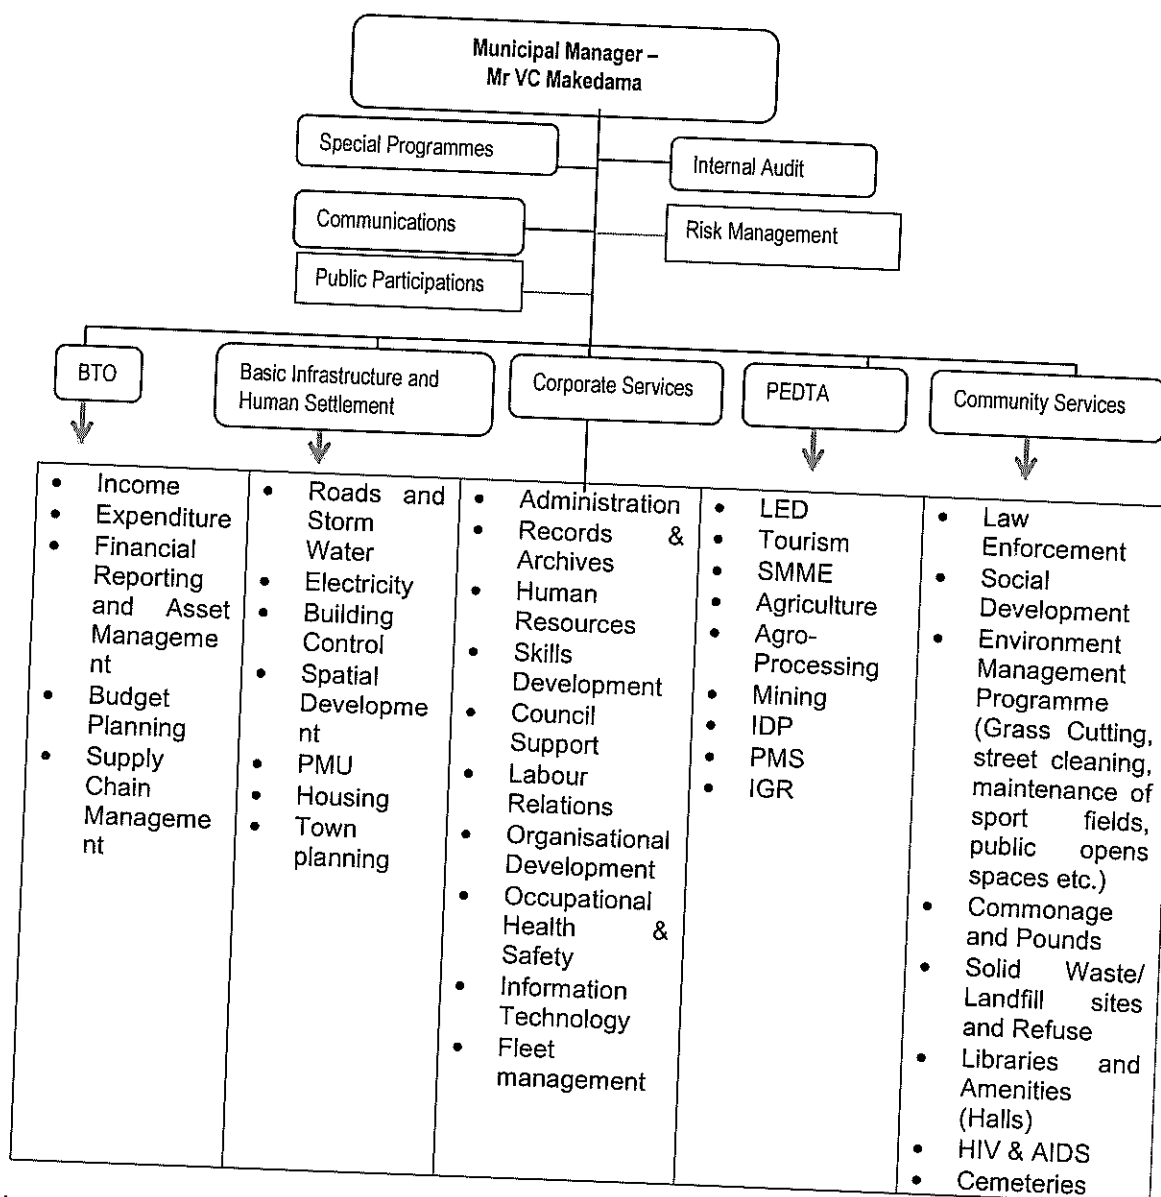 Municipal Manager –
Mr VC Makedama
Special Programmes
Internal Audit
Communications
Risk Management
Public Participations
BTO
Basic Infrastructure and
Human Settlement
Corporate Services
PEDTA
Community Services
• Income
• Expenditure
• Financial
Reporting
and Asset
Manageme
nt
• Budget
Planning
• Supply
Chain
Manageme
nt
• Roads and
Storm
Water
• Electricity
• Building
Control
• Spatial
Developme
nt
• PMU
• Housing
• Town
planning
• Administration
• Records &
Archives
• Human
Resources
• Skills
Development
• Council
Support
• Labour
Relations
• Organisational
Development
• Occupational
Health &
Safety
• Information
Technology
• Fleet
management
• LED
• Tourism
• SMME
• Agriculture
• Agro-
Processing
• Mining
• IDP
• PMS
• IGR
• Law
Enforcement
• Social
Development
• Environment
Management
Programme
(Grass Cutting,
street cleaning,
maintenance of
sport fields,
public opens
spaces etc.)
• Commonage
and Pounds
• Solid Waste/
Landfill sites
and Refuse
• Libraries and
Amenities
(Halls)
• HIV & AIDS
• Cemeteries